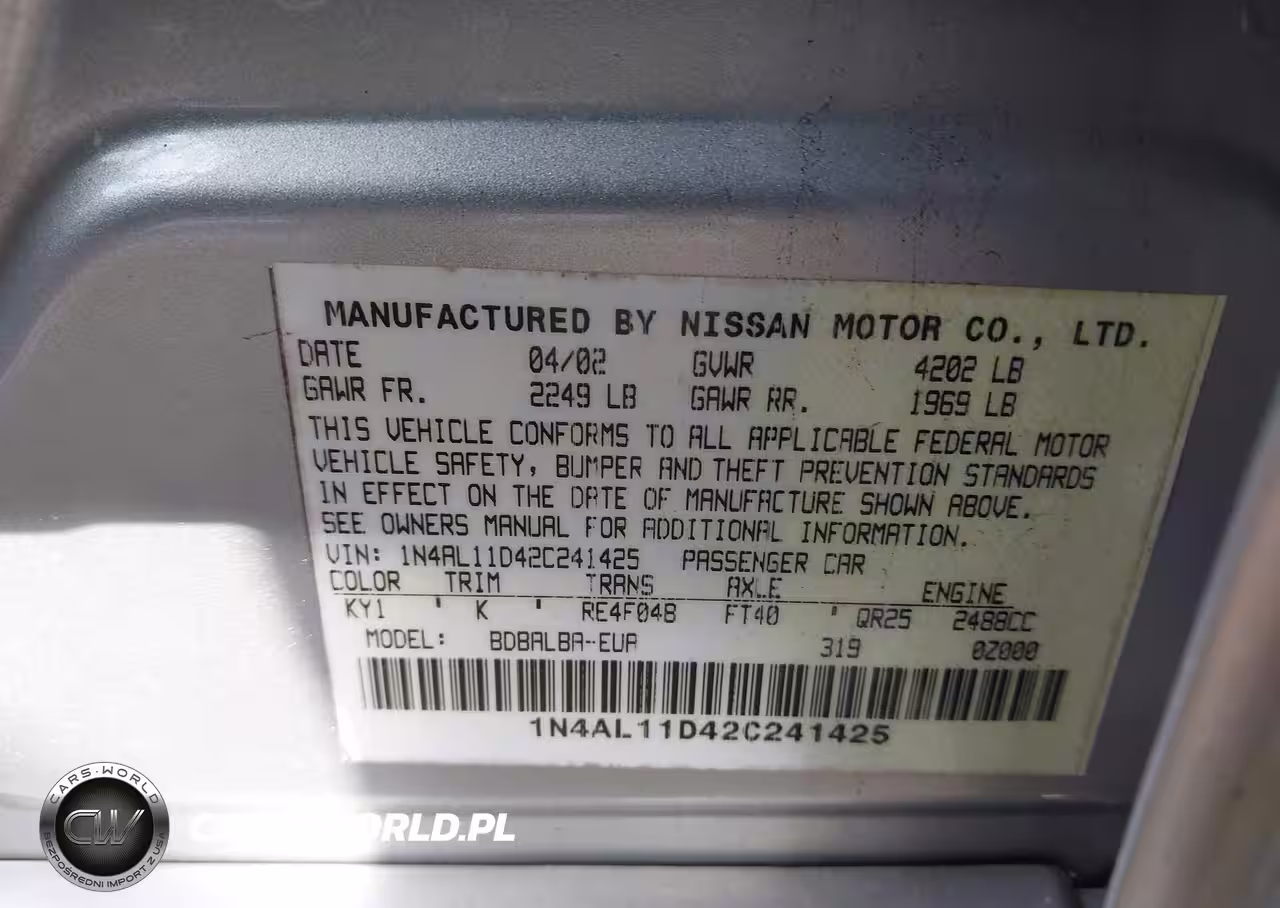 MANUFACTURED BY NISSAN MOTOR CO., LTD.
DATE 04/02 GVWR 4202 LB
GAWR FR. 2249 LB GAWR RR. 1969 LB
THIS VEHICLE CONFORMS TO ALL APPLICABLE FEDERAL MOTOR
VEHICLE SAFETY, BUMPER AND THEFT PREVENTION STANDARDS
IN EFFECT ON THE DATE OF MANUFACTURE SHOWN ABOVE.
SEE OWNERS MANUAL FOR ADDITIONAL INFORMATION.
VIN: 1N4AL11D42C241425 PASSENGER CAR
COLOR TRIM TRANS AXLE ENGINE
KY1 ' K ' RE4F04B FT40 ' QR25 2488CC
MODEL: BDBALBA-EUA 319 0Z000
1N4AL11D42C241425
CARS-WORLD
CW
BEZPOŚREDNI IMPORT Z USA
CARS-WORLD.PL